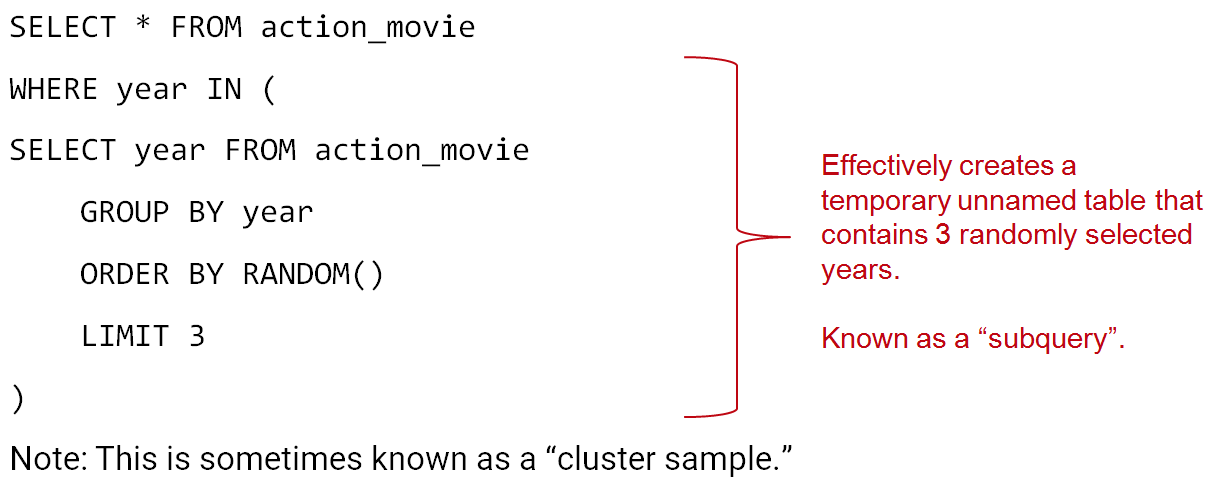 SELECT * FROM action_movie
WHERE year IN (
SELECT year FROM action_movie
GROUP BY year
ORDER BY RANDOM()
LIMIT 3
)
Effectively creates a
temporary unnamed table that
contains 3 randomly selected
years.
Known as a “subquery”.
Note: This is sometimes known as a “cluster sample.”